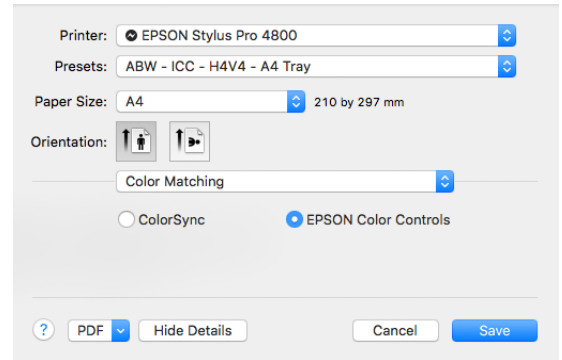 Printer: EPSON Stylus Pro 4800
Presets: ABW - ICC - H4V4 - A4 Tray
Paper Size: A4 210 by 297 mm
Orientation:
Color Matching
ColorSync EPSON Color Controls
? PDF Hide Details Cancel Save